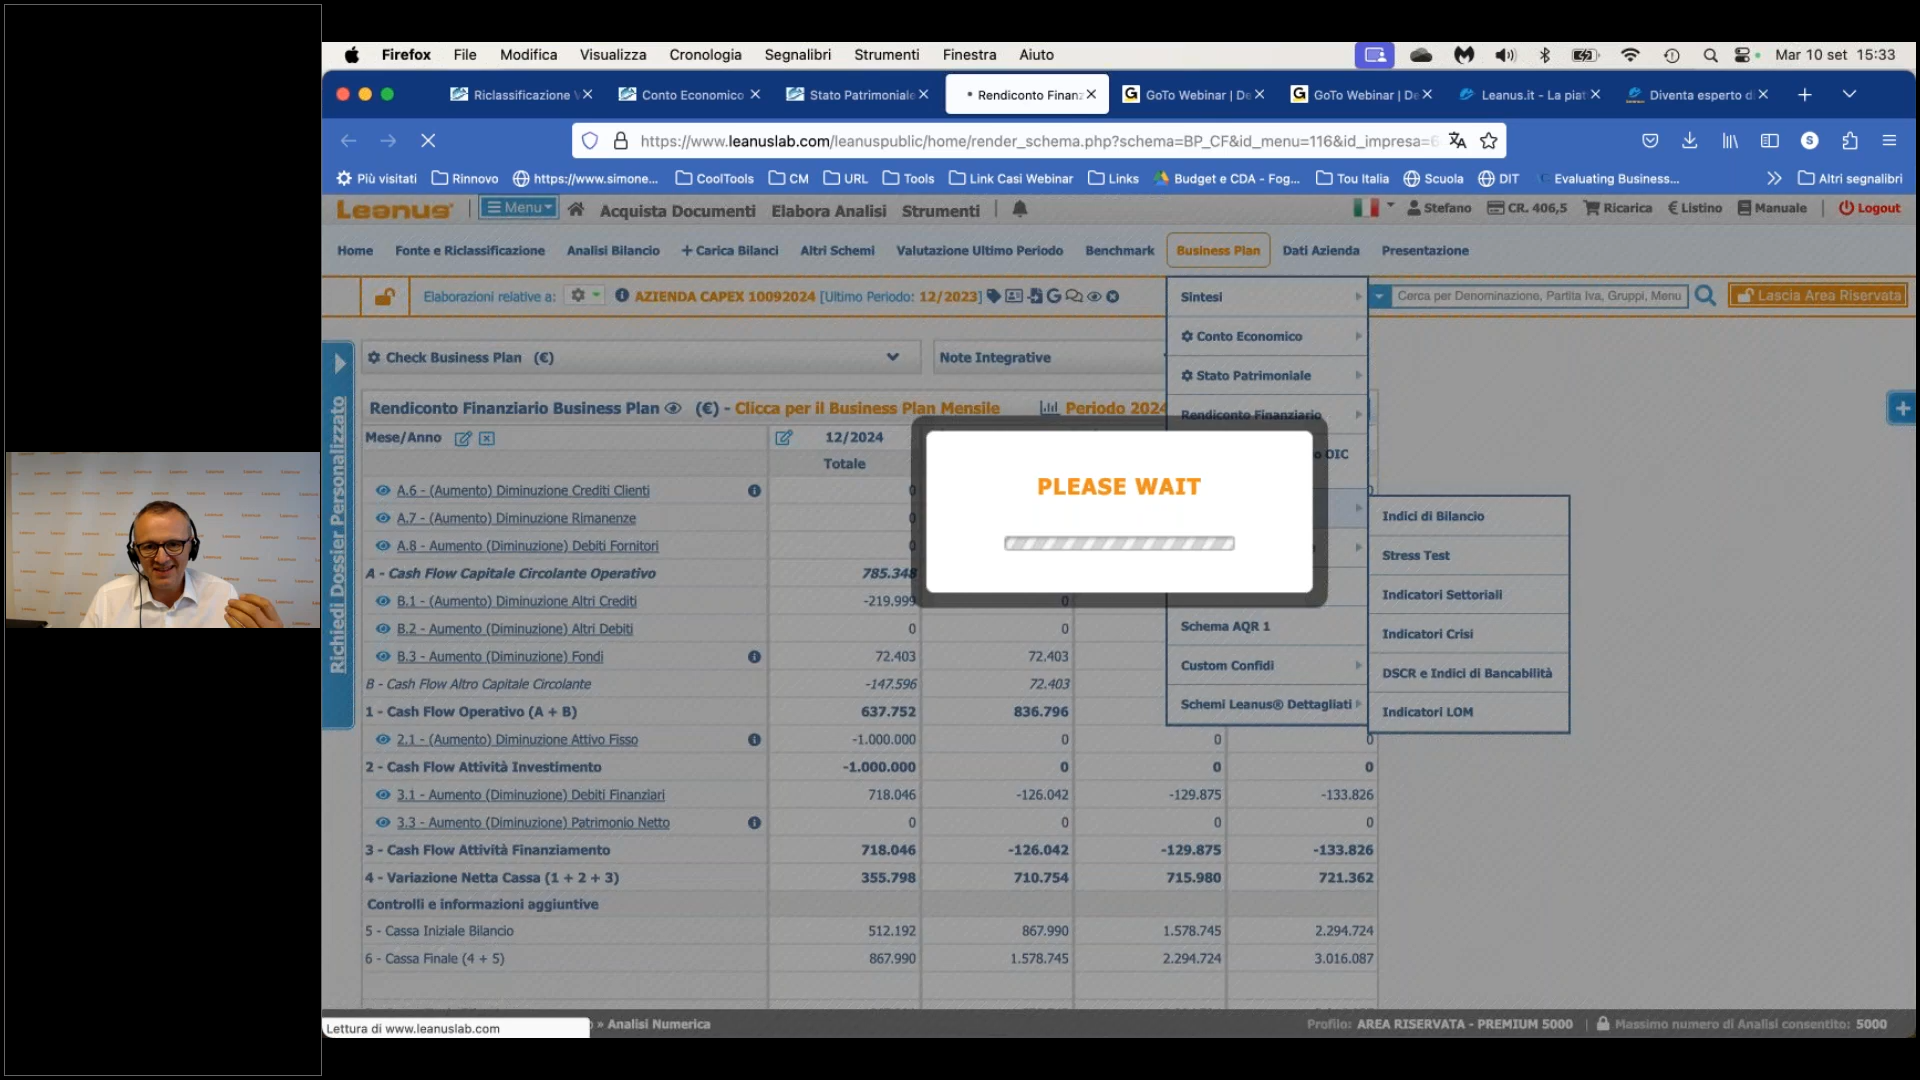 Firefox File Modifica Visualizza Cronologia Segnalibri Strumenti Finestra Aiuto Mar 10 set 15:33
Riclassificazione Conto Economico Stato Patrimoniale Rendiconto Finanz GoTo Webinar | De GoTo Webinar | De Leanus.it - La piat Diventa esperto d
https://www.leanuslab.com/leanuspublic/home/render_schema.php?schema=BP_CF&id_menu=116&id_impresa=6 S
Più visitati Rinnovo https://www.simone... CoolTools CM URL Tools Link Casi Webinar Links Budget e CDA - Fog... Tou Italia Scuola DIT Evaluating Business... Altri segnalibri
Leanus Menu Acquista Documenti Elabora Analisi Strumenti Stefano CR. 406,5 Ricarica € Listino Manuale Logout
Home Fonte e Riclassificazione Analisi Bilancio + Carica Bilanci Altri Schemi Valutazione Ultimo Periodo Benchmark Business Plan Dati Azienda Presentazione
Elaborazioni relative a: AZIENDA CAPEX 10092024 [Ultimo Periodo: 12/2023] Cerca per Denominazione, Partita Iva, Gruppi, Menu Lascia Area Riservata
Sintesi
Conto Economico
Stato Patrimoniale
Rendiconto Finanziario
OIC
Schema AQR 1
Custom Confidi
Schemi Leanus® Dettagliati
Indici di Bilancio
Stress Test
Indicatori Settoriali
Indicatori Crisi
DSCR e Indici di Bancabilità
Indicatori LOM
Richiedi Dossier Personalizzato
Check Business Plan (€) Note Integrative
Rendiconto Finanziario Business Plan (€) - Clicca per il Business Plan Mensile Periodo 2024
PLEASE WAIT
Mese/Anno 12/2024
Totale
A.6 - (Aumento) Diminuzione Crediti Clienti 0 0
A.7 - (Aumento) Diminuzione Rimanenze 0
A.8 - Aumento (Diminuzione) Debiti Fornitori 0
A - Cash Flow Capitale Circolante Operativo 785.348
B.1 - (Aumento) Diminuzione Altri Crediti -219.999 0
B.2 - Aumento (Diminuzione) Altri Debiti 0 0
B.3 - Aumento (Diminuzione) Fondi 72.403 72.403
B - Cash Flow Altro Capitale Circolante -147.596 72.403
1 - Cash Flow Operativo (A + B) 637.752 836.796
2.1 - (Aumento) Diminuzione Attivo Fisso -1.000.000 0 0 0
2 - Cash Flow Attività Investimento -1.000.000 0 0 0
3.1 - Aumento (Diminuzione) Debiti Finanziari 718.046 -126.042 -129.875 -133.826
3.3 - Aumento (Diminuzione) Patrimonio Netto 0 0 0 0
3 - Cash Flow Attività Finanziamento 718.046 -126.042 -129.875 -133.826
4 - Variazione Netta Cassa (1 + 2 + 3) 355.798 710.754 715.980 721.362
Controlli e informazioni aggiuntive
5 - Cassa Iniziale Bilancio 512.192 867.990 1.578.745 2.294.724
6 - Cassa Finale (4 + 5) 867.990 1.578.745 2.294.724 3.016.087
Lettura di www.leanuslab.com » Analisi Numerica Profilo: AREA RISERVATA - PREMIUM 5000 | Massimo numero di Analisi consentito: 5000